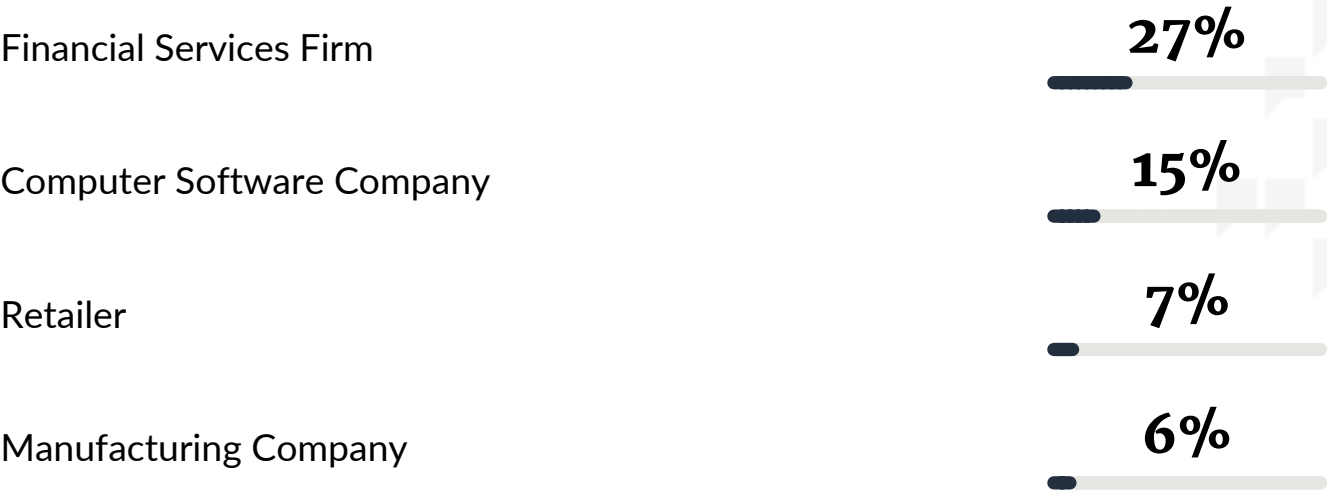 Financial Services Firm 27%
Computer Software Company 15%
Retailer 7%
Manufacturing Company 6%